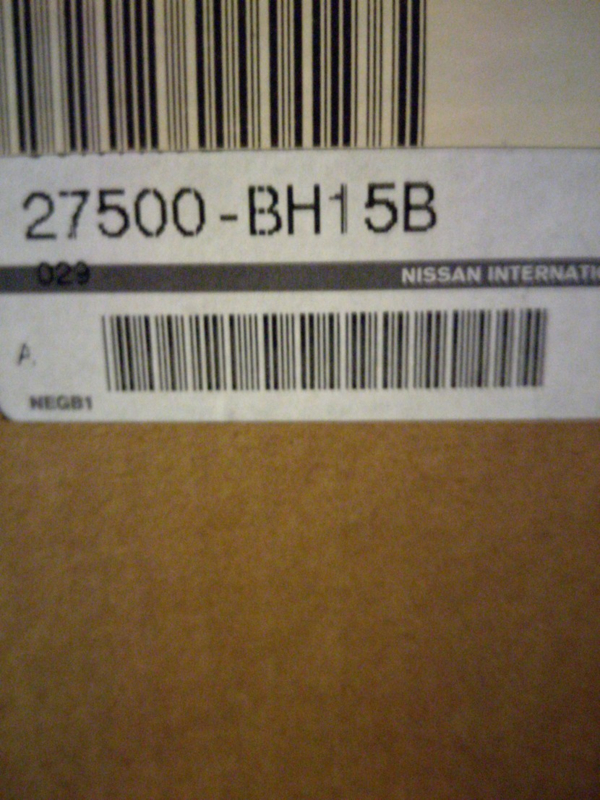 27500-BH15B
029
NISSAN INTERNATI
A
NEGB1